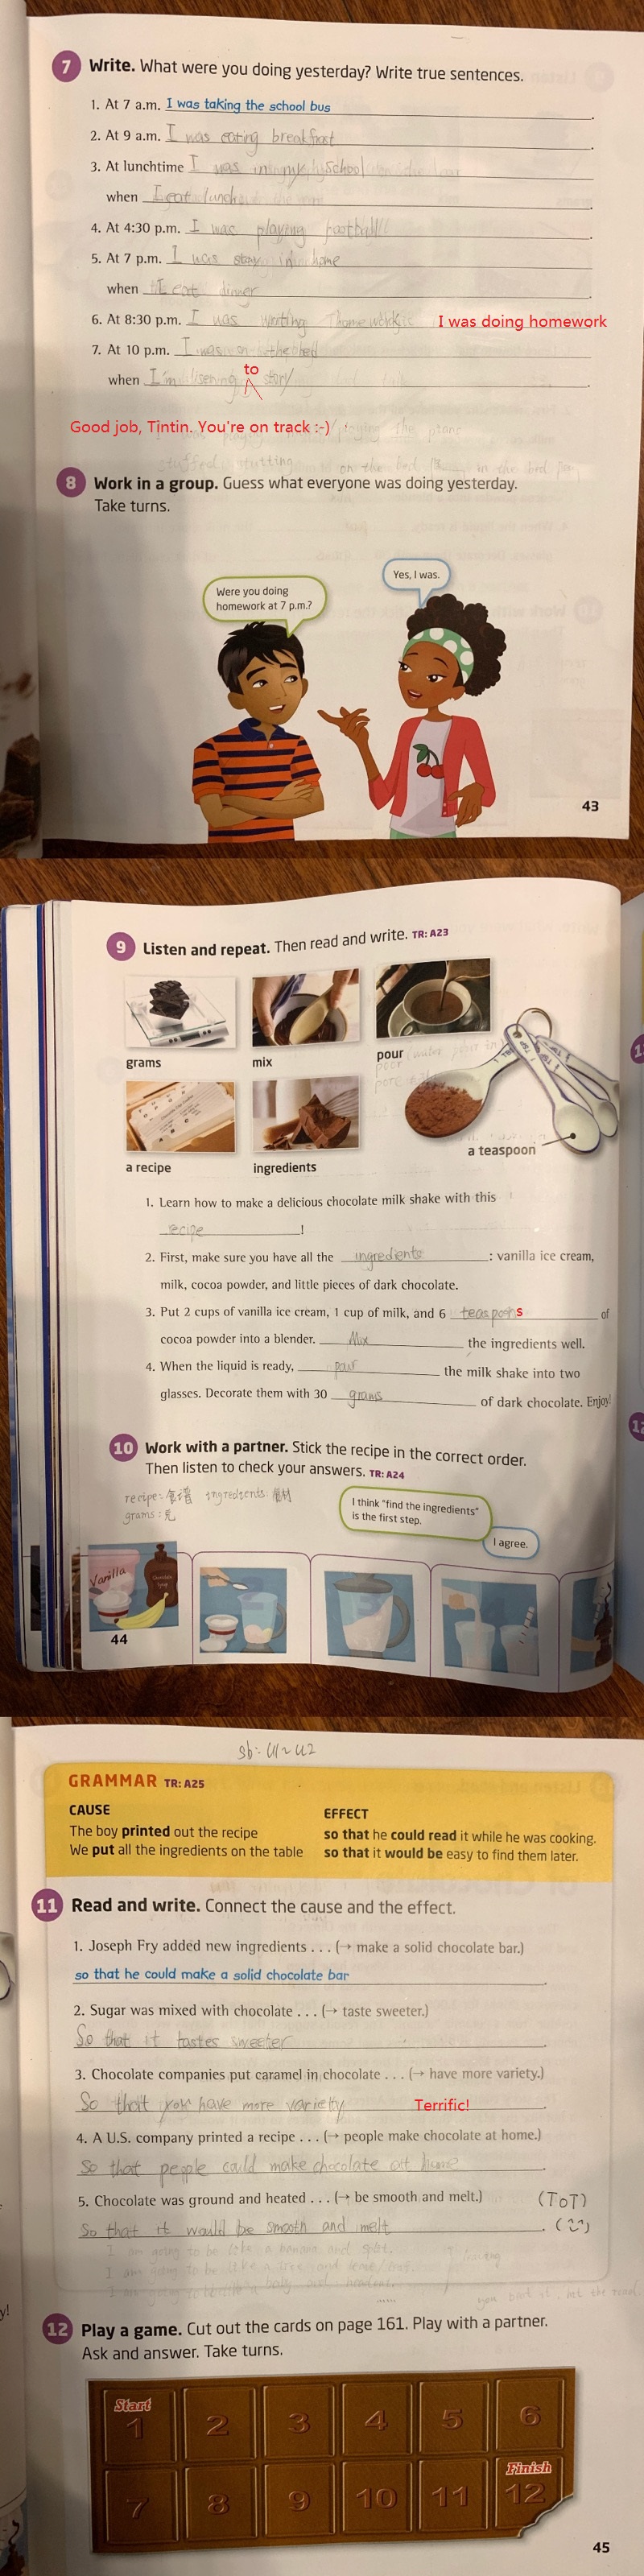 7 Write. What were you doing yesterday? Write true sentences.
1. At 7 a.m. I was taking the school bus.
2. At 9 a.m. I was eating breakfast.
3. At lunchtime I was in my school
when I eat lunch.
4. At 4:30 p.m. I was playing football.
5. At 7 p.m. I was stay in home
when I eat dinner.
6. At 8:30 p.m. I was writing homework. I was doing homework
7. At 10 p.m. I was on the bed
to
when I'm lisening story.
Good job, Tintin. You're on track :-)
8 Work in a group. Guess what everyone was doing yesterday.
Take turns.
Yes, I was.
Were you doing
homework at 7 p.m.?
43
9 Listen and repeat. Then read and write. TR: A23
grams
mix
pour
a recipe
ingredients
a teaspoon
1. Learn how to make a delicious chocolate milk shake with this
recipe!
2. First, make sure you have all the ingredients: vanilla ice cream,
milk, cocoa powder, and little pieces of dark chocolate.
3. Put 2 cups of vanilla ice cream, 1 cup of milk, and 6 teaspoons of
cocoa powder into a blender. Mix the ingredients well.
4. When the liquid is ready, pour the milk shake into two
glasses. Decorate them with 30 grams of dark chocolate. Enjoy!
10 Work with a partner. Stick the recipe in the correct order.
Then listen to check your answers. TR: A24
recipe: 食谱 ingredients: 食材
grams: 克
I think "find the ingredients"
is the first step.
I agree.
Vanilla
Chocolate
Syrup
44
Sb: U1~U2
GRAMMAR TR: A25
CAUSE
EFFECT
The boy printed out the recipe
so that he could read it while he was cooking.
We put all the ingredients on the table
so that it would be easy to find them later.
11 Read and write. Connect the cause and the effect.
1. Joseph Fry added new ingredients . . . (→ make a solid chocolate bar.)
so that he could make a solid chocolate bar.
2. Sugar was mixed with chocolate . . . (→ taste sweeter.)
So that it tastes sweeter.
3. Chocolate companies put caramel in chocolate . . . (→ have more variety.)
So that you have more variety. Terrific!
4. A U.S. company printed a recipe . . . (→ people make chocolate at home.)
So that people could make chocolate at home.
5. Chocolate was ground and heated . . . (→ be smooth and melt.) (TOT)
So that it would be smooth and melt.
12 Play a game. Cut out the cards on page 161. Play with a partner.
Ask and answer. Take turns.
Start
1 2 3 4 5 6
Finish
7 8 9 10 11 12
45